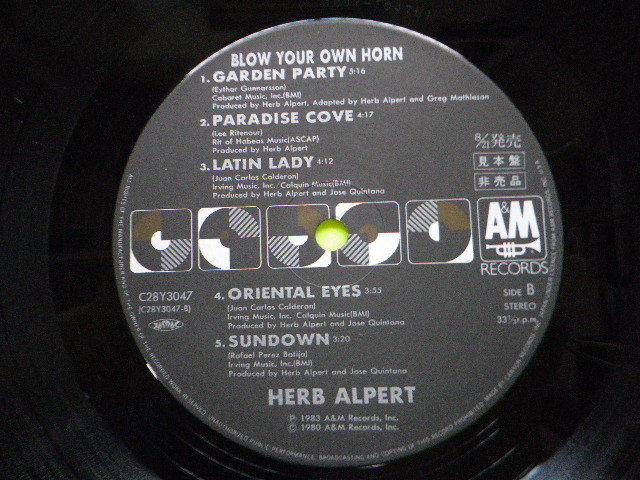 BLOW YOUR OWN HORN
1. GARDEN PARTY 5:16
(Eythor Gunnarsson)
Cabaret Music, Inc.(BMI)
Produced by Herb Alpert, Adapted by Herb Alpert and Greg Mathieson
2. PARADISE COVE 4:17
(Lee Ritenour)
Rit of Habeas Music(ASCAP)
Produced by Herb Alpert
3. LATIN LADY 4:12
(Juan Carlos Calderon)
Irving Music, Inc./Calquin Music(BMI)
Produced by Herb Alpert and Jose Quintana
8/21発売
見本盤
非売品
A&M
RECORDS
C28Y3047
(C28Y3047-B)
SIDE B
STEREO
33⅓r.p.m.
4. ORIENTAL EYES 3:55
(Juan Carlos Calderon)
Irving Music, Inc. Calquin Music(BMI)
Produced by Herb Alpert and Jose Quintana
5. SUNDOWN 3:20
(Rafael Perez Botija)
Irving Music, Inc.(BMI)
Produced by Herb Alpert and Jose Quintana
HERB ALPERT
P 1983 A&M Records, Inc.
© 1980 A&M Records, Inc.